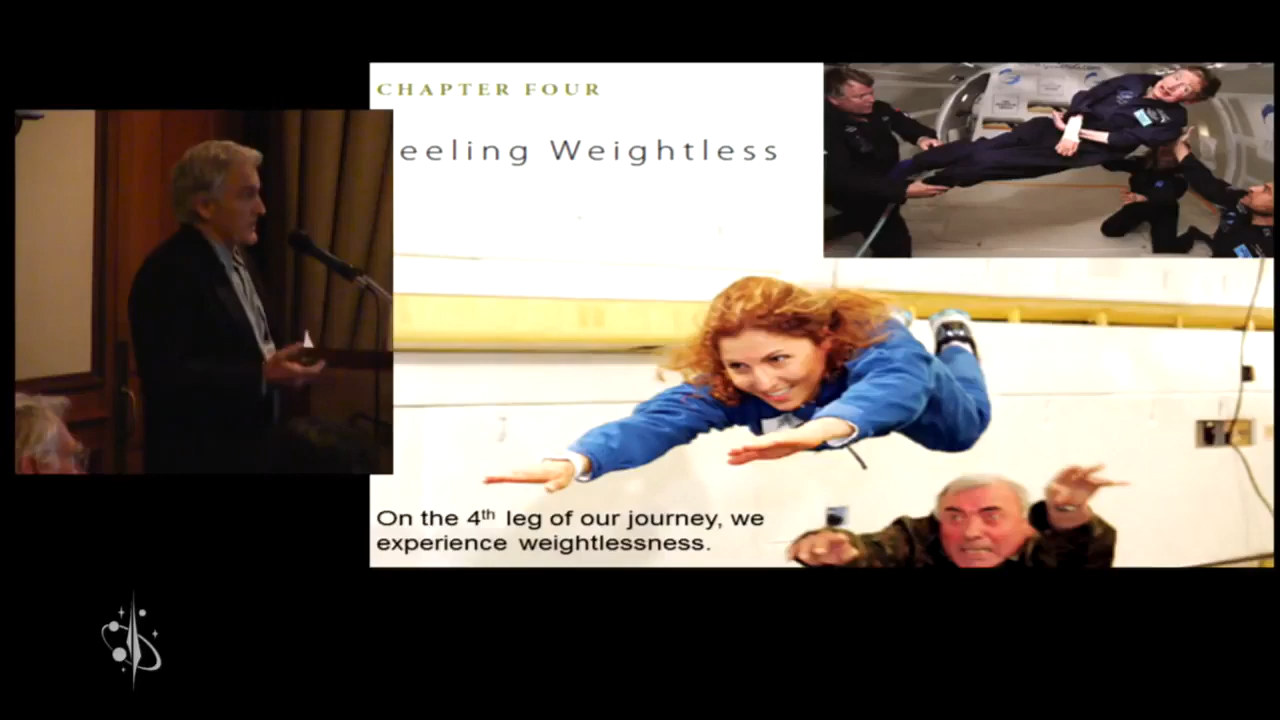 CHAPTER FOUR
eeling Weightless
On the 4th leg of our journey, we
experience weightlessness.